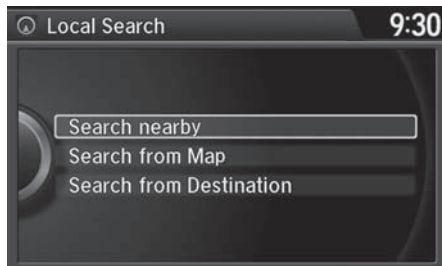 Local Search
9:30
Search nearby
Search from Map
Search from Destination